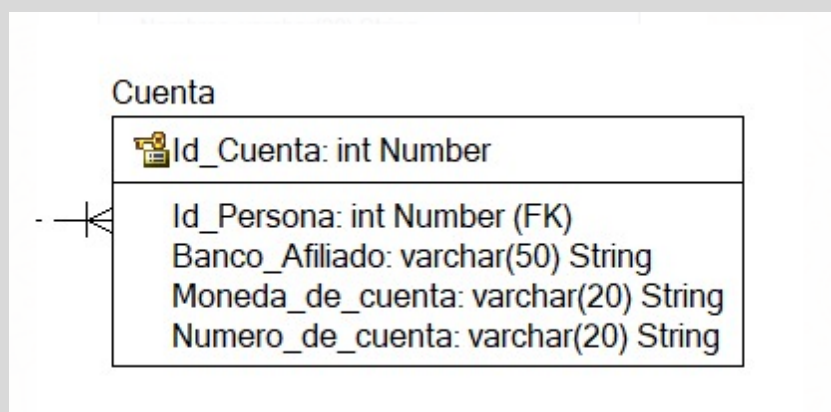 Cuenta
Id_Cuenta: int Number
Id_Persona: int Number (FK)
Banco_Afiliado: varchar(50) String
Moneda_de_cuenta: varchar(20) String
Numero_de_cuenta: varchar(20) String